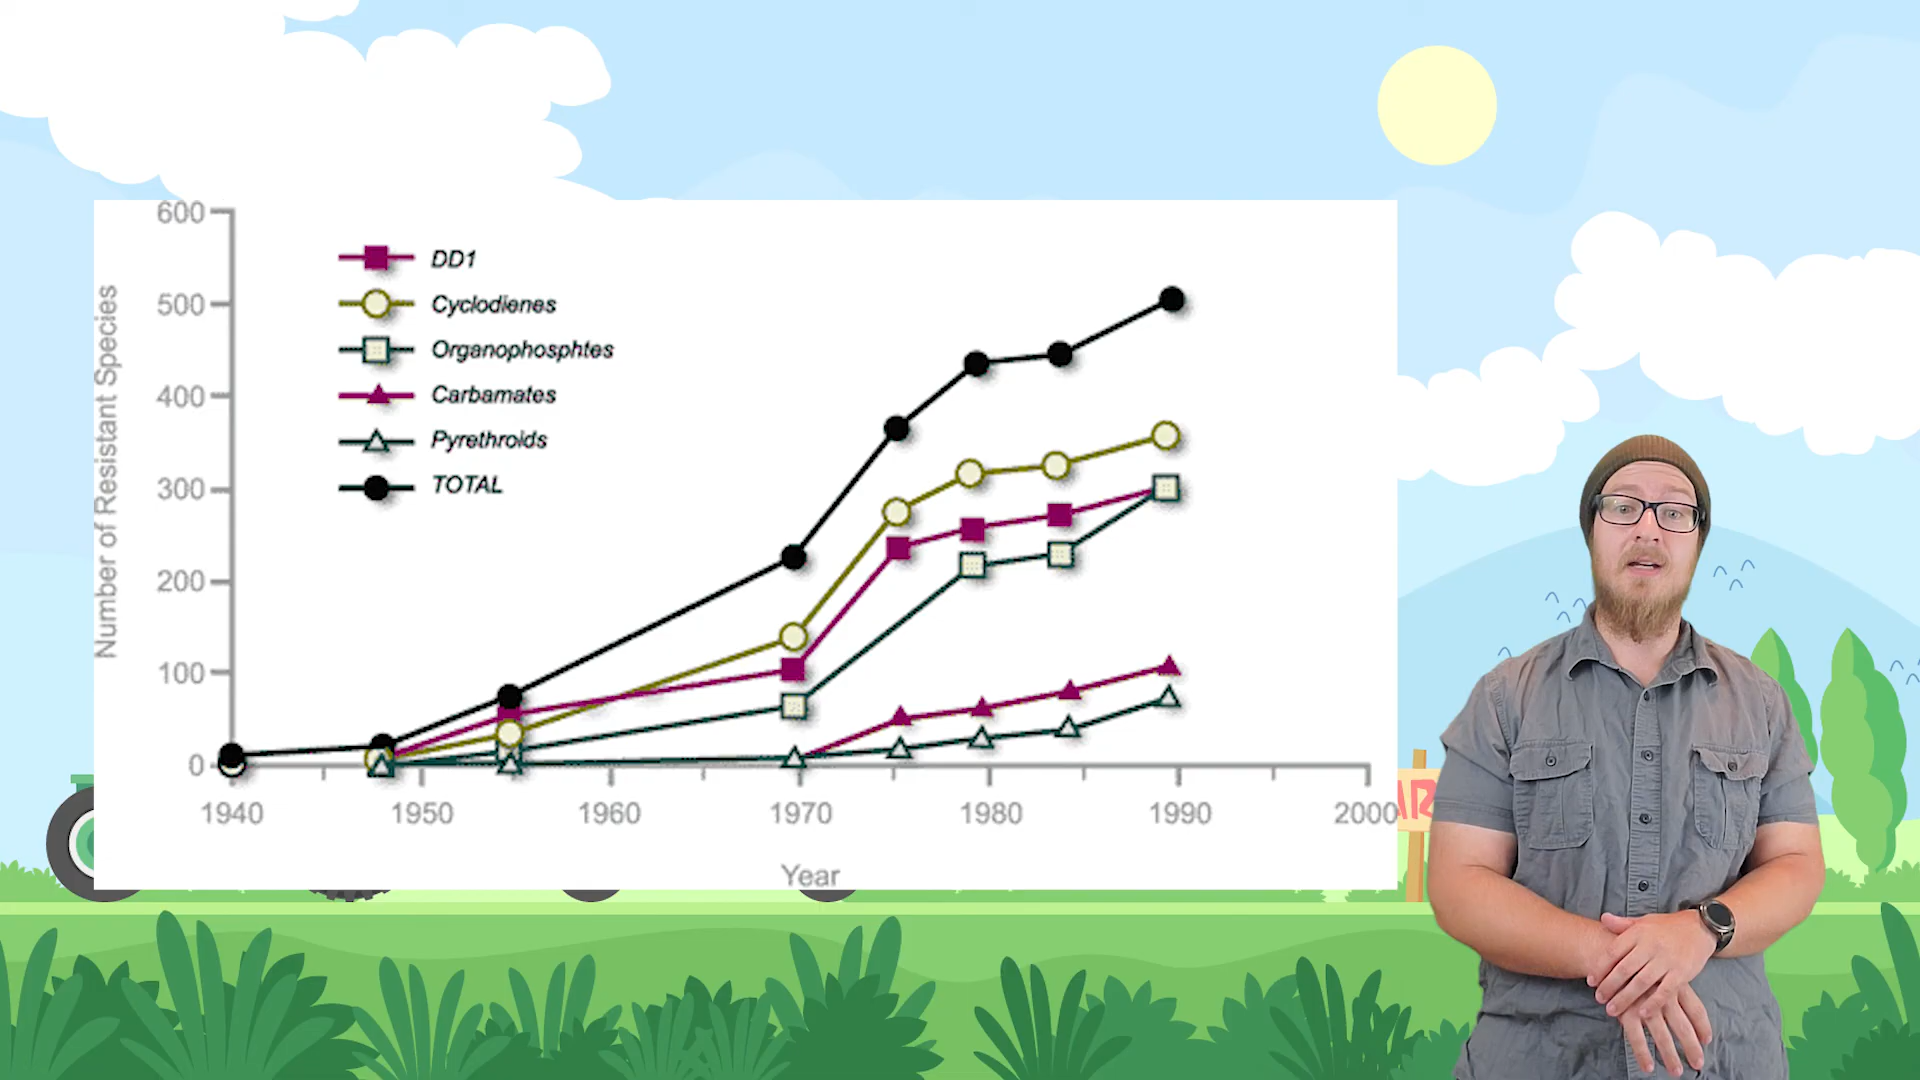 600
500
400
300
200
100
0
Number of Resistant Species
DD1
Cyclodienes
Organophosphtes
Carbamates
Pyrethroids
TOTAL
1940 1950 1960 1970 1980 1990 2000
Year